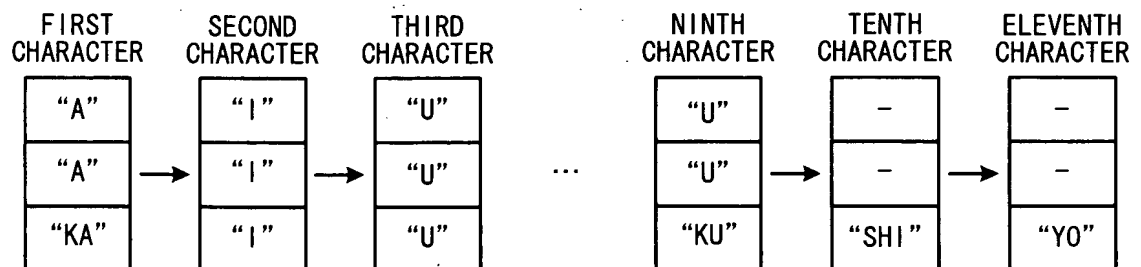 FIRST CHARACTER SECOND CHARACTER THIRD CHARACTER NINTH CHARACTER TENTH CHARACTER ELEVENTH CHARACTER
“A” “I” “U” “U” – –
“A” “I” “U” ... “U” – –
“KA” “I” “U” “KU” “SHI” “YO”